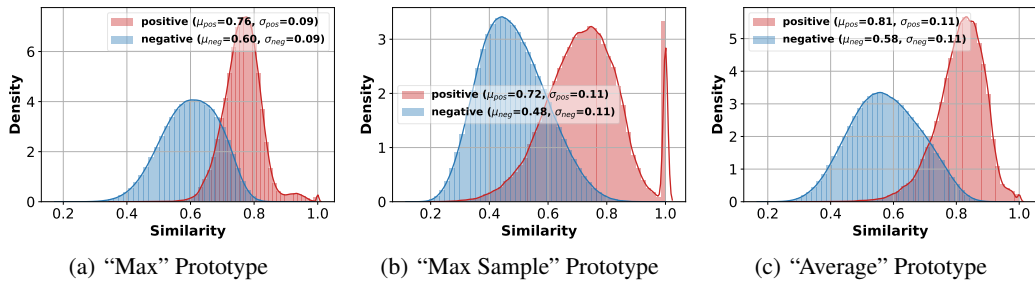 positive (μpos=0.76, σpos=0.09)
negative (μneg=0.60, σneg=0.09)
Density
0
2
4
6
0.2 0.4 0.6 0.8 1.0
Similarity
(a) “Max” Prototype
positive (μpos=0.72, σpos=0.11)
negative (μneg=0.48, σneg=0.11)
Density
0
1
2
3
0.2 0.4 0.6 0.8 1.0
Similarity
(b) “Max Sample” Prototype
positive (μpos=0.81, σpos=0.11)
negative (μneg=0.58, σneg=0.11)
Density
0
1
2
3
4
5
0.2 0.4 0.6 0.8 1.0
Similarity
(c) “Average” Prototype